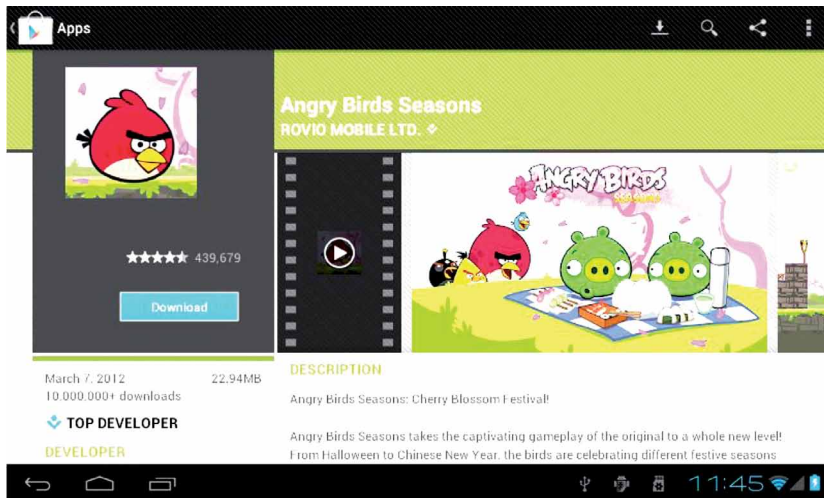 Apps
Angry Birds Seasons
ROVIO MOBILE LTD.
ANGRY BIRDS
SEASONS
439,679
Download
March 7, 2012 22.94MB
10,000,000+ downloads
TOP DEVELOPER
DEVELOPER
DESCRIPTION
Angry Birds Seasons: Cherry Blossom Festival!
Angry Birds Seasons takes the captivating gameplay of the original to a whole new level!
From Halloween to Chinese New Year, the birds are celebrating different festive seasons
11:45